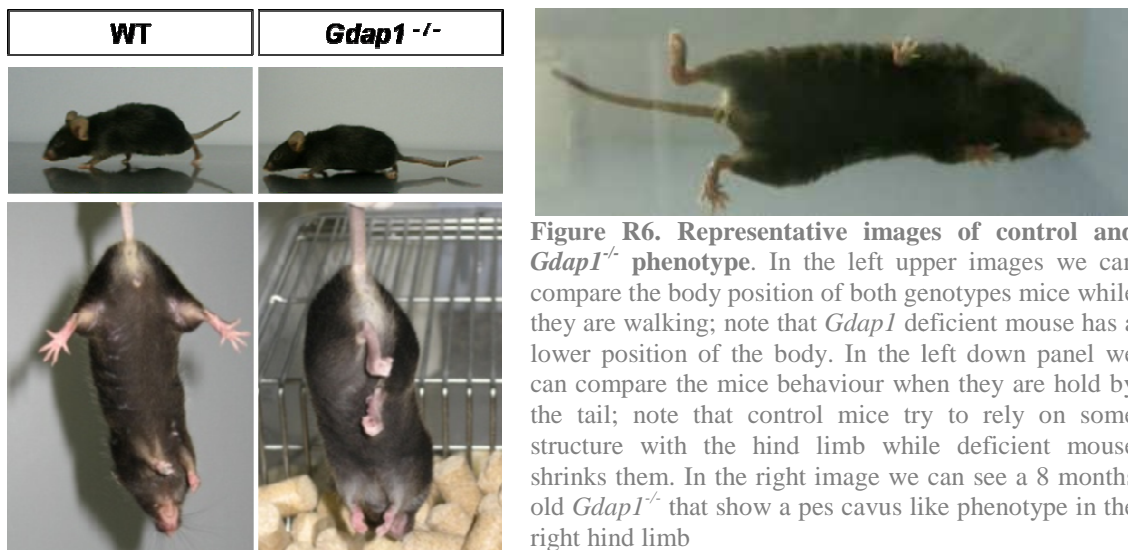 WT
Gdap1 -/-
Figure R6. Representative images of control and
Gdap1-/- phenotype. In the left upper images we can
compare the body position of both genotypes mice while
they are walking; note that Gdap1 deficient mouse has a
lower position of the body. In the left down panel we
can compare the mice behaviour when they are hold by
the tail; note that control mice try to rely on some
structure with the hind limb while deficient mouse
shrinks them. In the right image we can see a 8 months
old Gdap1-/- that show a pes cavus like phenotype in the
right hind limb